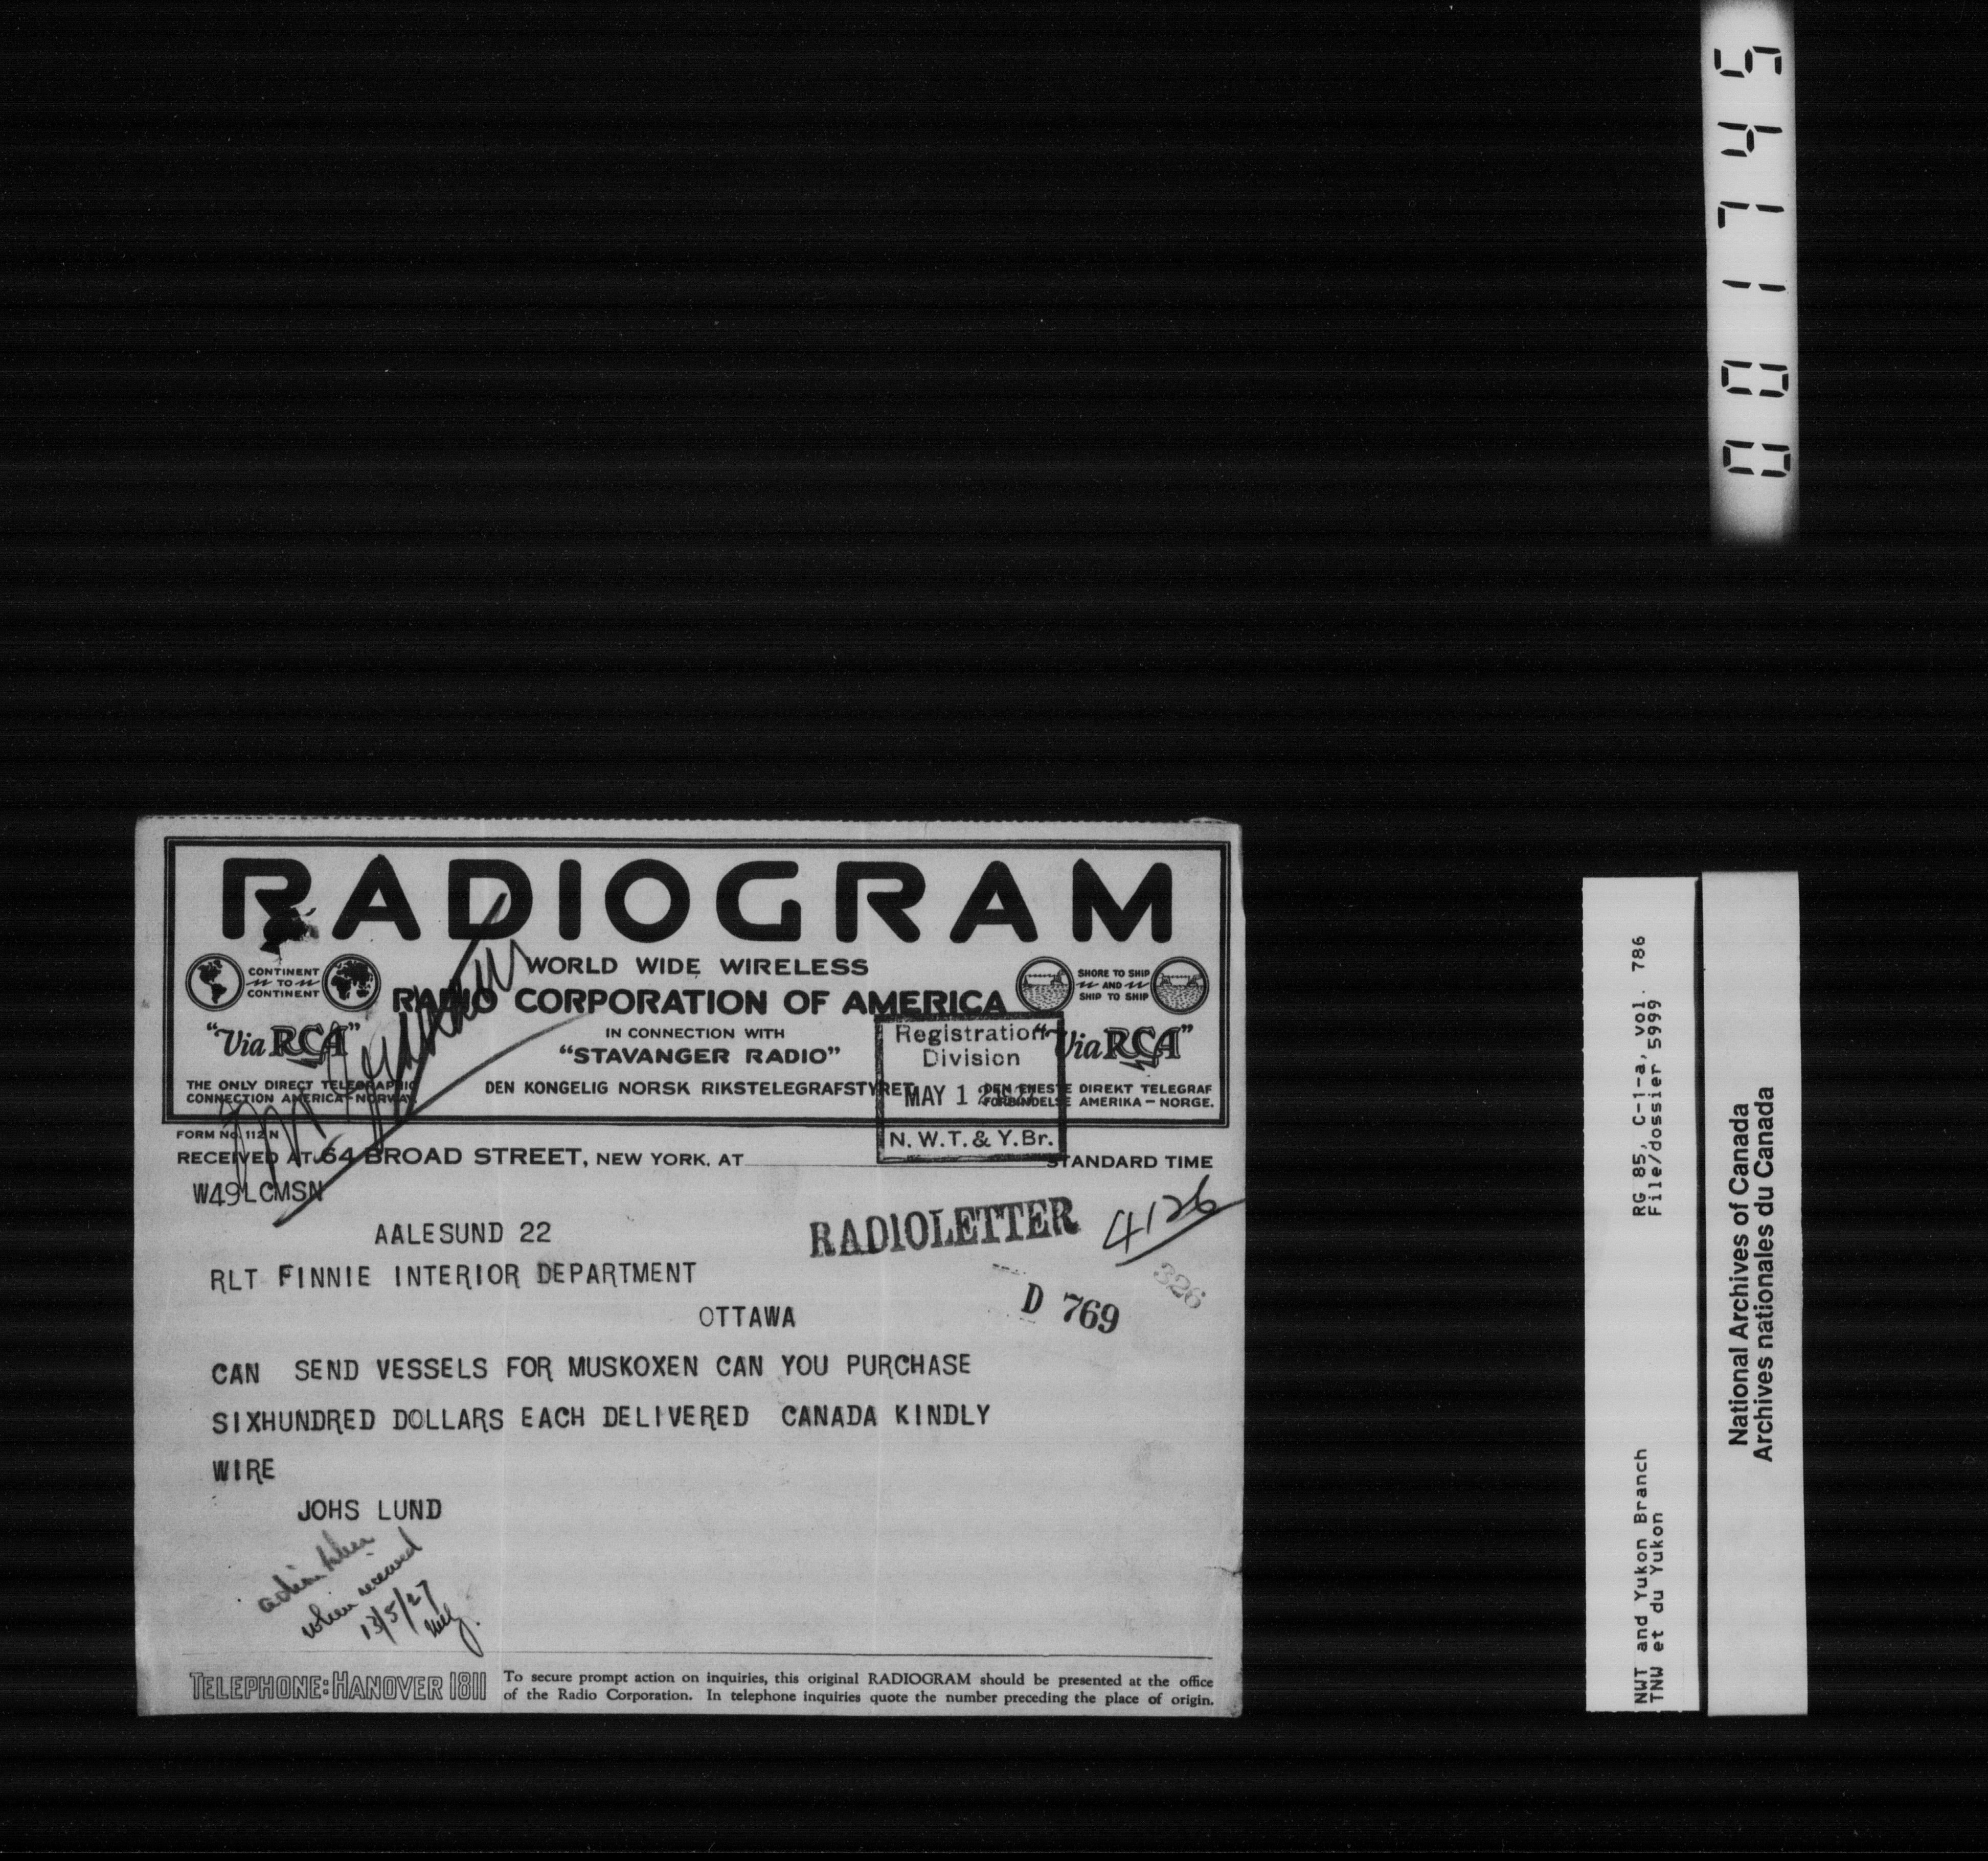 001745
RADIOGRAM
CONTINENT
TO
CONTINENT
WORLD WIDE WIRELESS
RADIO CORPORATION OF AMERICA
SHORE TO SHIP
AND
SHIP TO SHIP
"Via RCA"
IN CONNECTION WITH
"STAVANGER RADIO"
"Via RCA"
THE ONLY DIRECT TELEGRAPHIC
CONNECTION AMERICA-NORWAY.
DEN KONGELIG NORSK RIKSTELEGRAFSTYRET
DEN ENESTE DIREKT TELEGRAF
FORBINDELSE AMERIKA – NORGE.
Registration
Division
MAY 12 1927
N. W. T. & Y. Br.
FORM No. 112 N
RECEIVED AT 64 BROAD STREET, NEW YORK, AT STANDARD TIME
W49LCMSN
AALESUND 22
RADIOLETTER
4126
326
RLT FINNIE INTERIOR DEPARTMENT
OTTAWA
D 769
CAN SEND VESSELS FOR MUSKOXEN CAN YOU PURCHASE
SIXHUNDRED DOLLARS EACH DELIVERED CANADA KINDLY
WIRE
JOHS LUND
when received
13/5/27
TELEPHONE: HANOVER 1811
To secure prompt action on inquiries, this original RADIOGRAM should be presented at the office
of the Radio Corporation. In telephone inquiries quote the number preceding the place of origin.
NWT and Yukon Branch RG 85, C-1-a, vol. 786
TNW et du Yukon File/dossier 5999
National Archives of Canada
Archives nationales du Canada